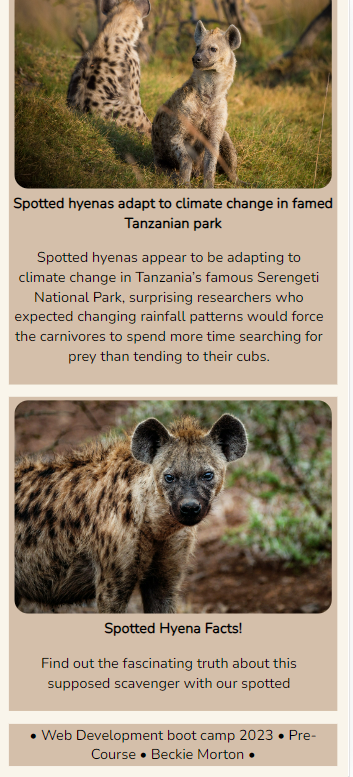 Spotted hyenas adapt to climate change in famed
Tanzanian park
Spotted hyenas appear to be adapting to
climate change in Tanzania's famous Serengeti
National Park, surprising researchers who
expected changing rainfall patterns would force
the carnivores to spend more time searching for
prey than tending to their cubs.
Spotted Hyena Facts!
Find out the fascinating truth about this
supposed scavenger with our spotted
• Web Development boot camp 2023 • Pre-
Course • Beckie Morton •